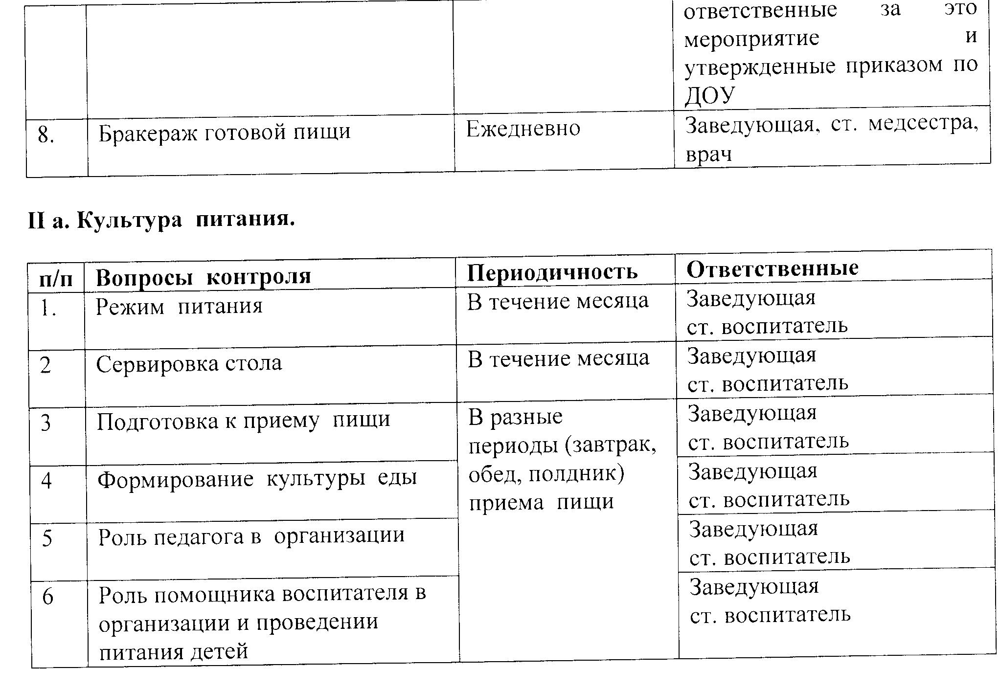 ответственные за это
мероприятие и
утвержденные приказом по
ДОУ
8. Бракераж готовой пищи Ежедневно Заведующая, ст. медсестра,
врач
II а. Культура питания.
п/п Вопросы контроля Периодичность Ответственные
1. Режим питания В течение месяца Заведующая
ст. воспитатель
2 Сервировка стола В течение месяца Заведующая
ст. воспитатель
3 Подготовка к приему пищи В разные Заведующая
периоды (завтрак, ст. воспитатель
4 Формирование культуры еды обед, полдник) Заведующая
приема пищи ст. воспитатель
5 Роль педагога в организации Заведующая
ст. воспитатель
6 Роль помощника воспитателя в Заведующая
организации и проведении ст. воспитатель
питания детей